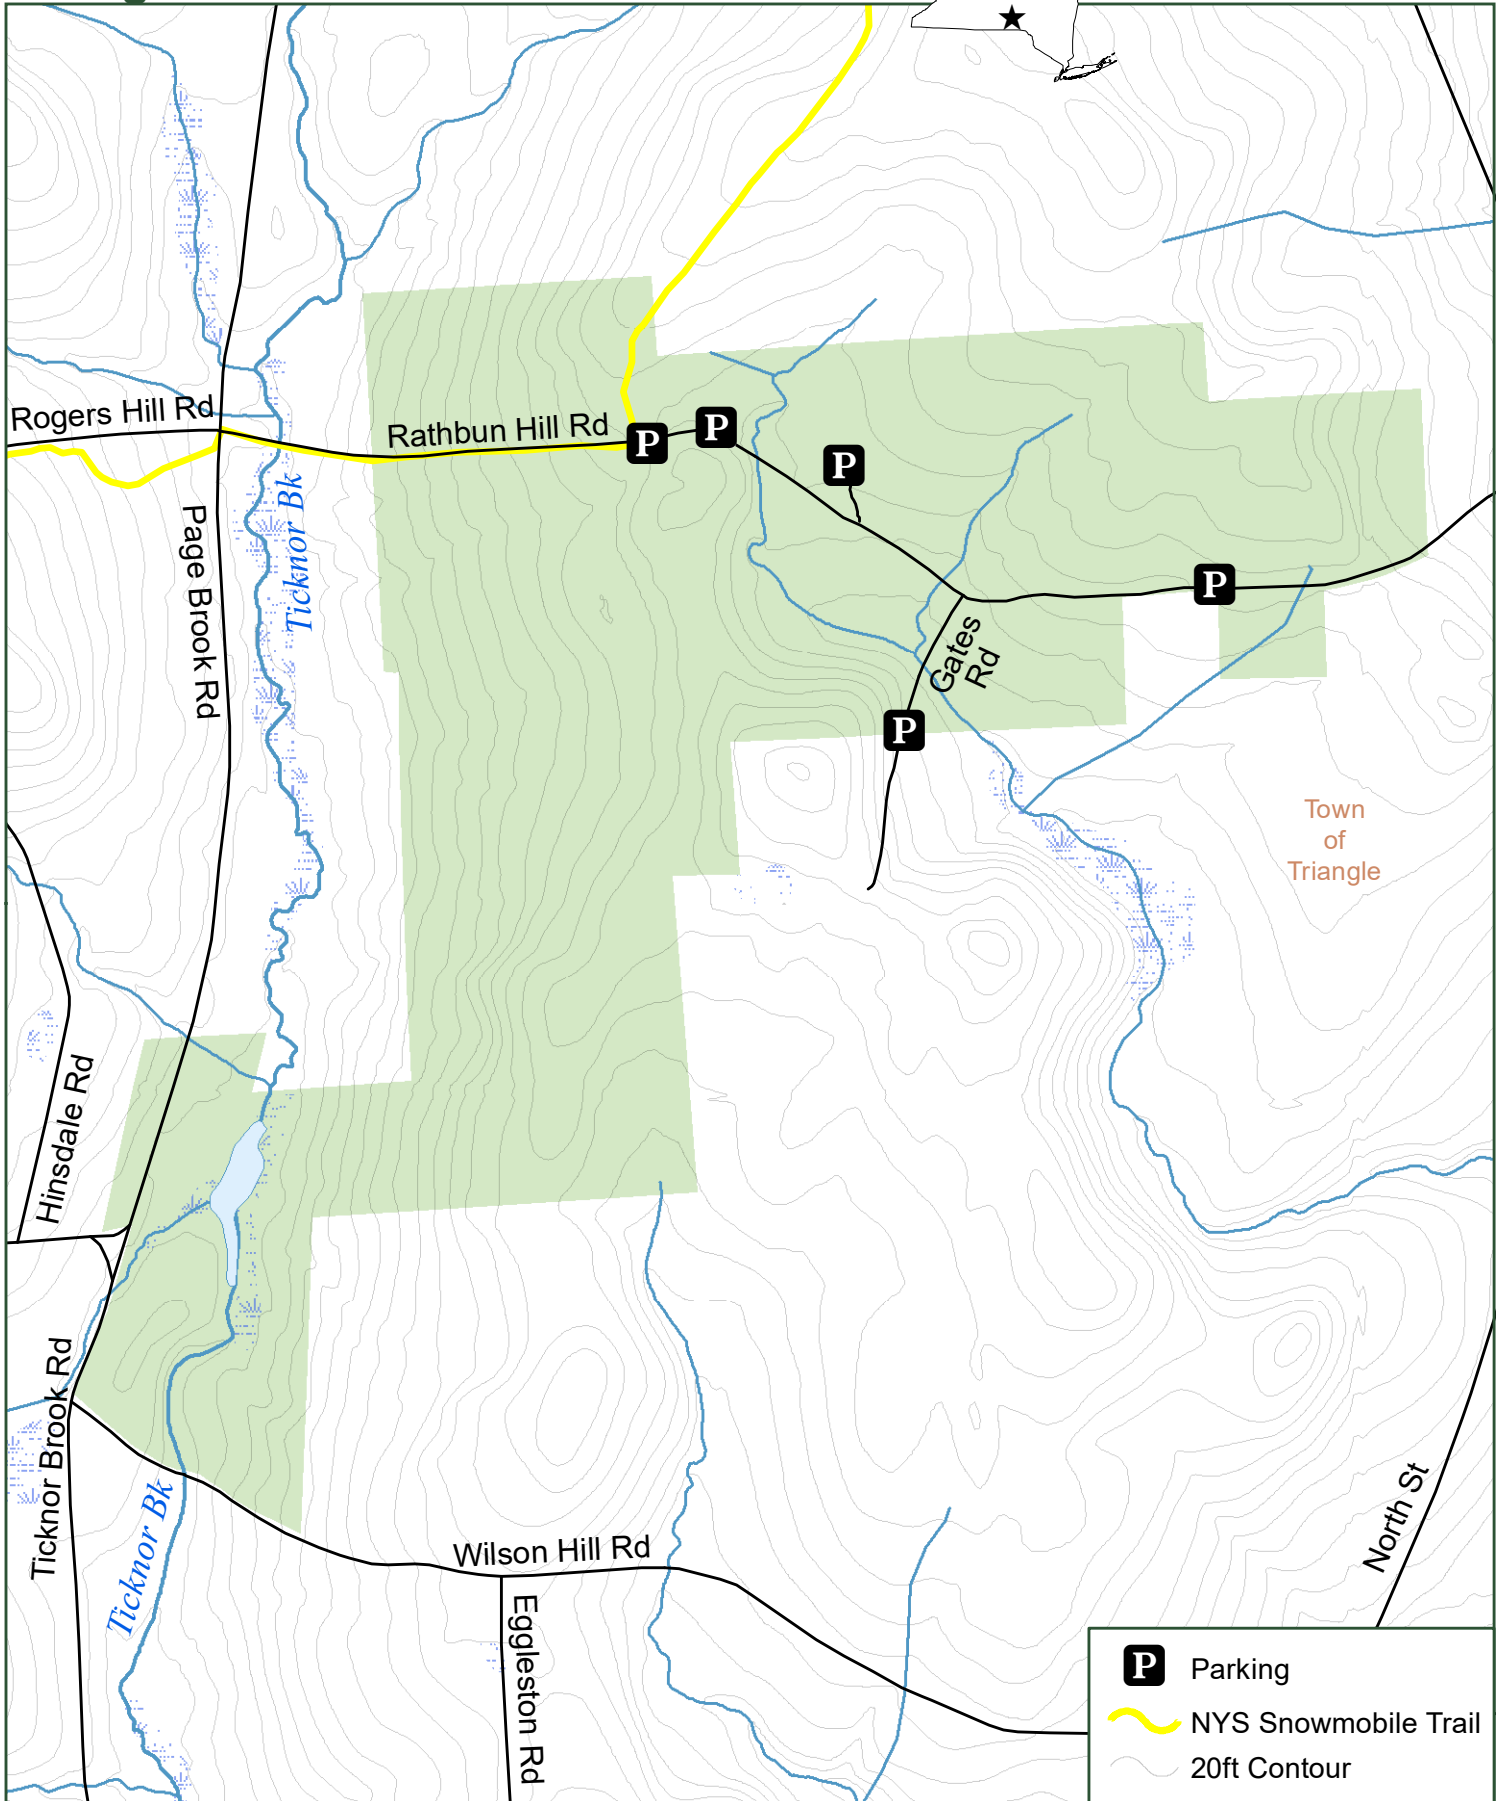 Rogers Hill Rd
Rathbun Hill Rd
P
P
P
Ticknor Bk
Page Brook Rd
P
Gates
Rd
P
Town
of
Triangle
Hinsdale Rd
Ticknor Brook Rd
Ticknor Bk
Wilson Hill Rd
Eggleston Rd
North St
P Parking
NYS Snowmobile Trail
20ft Contour